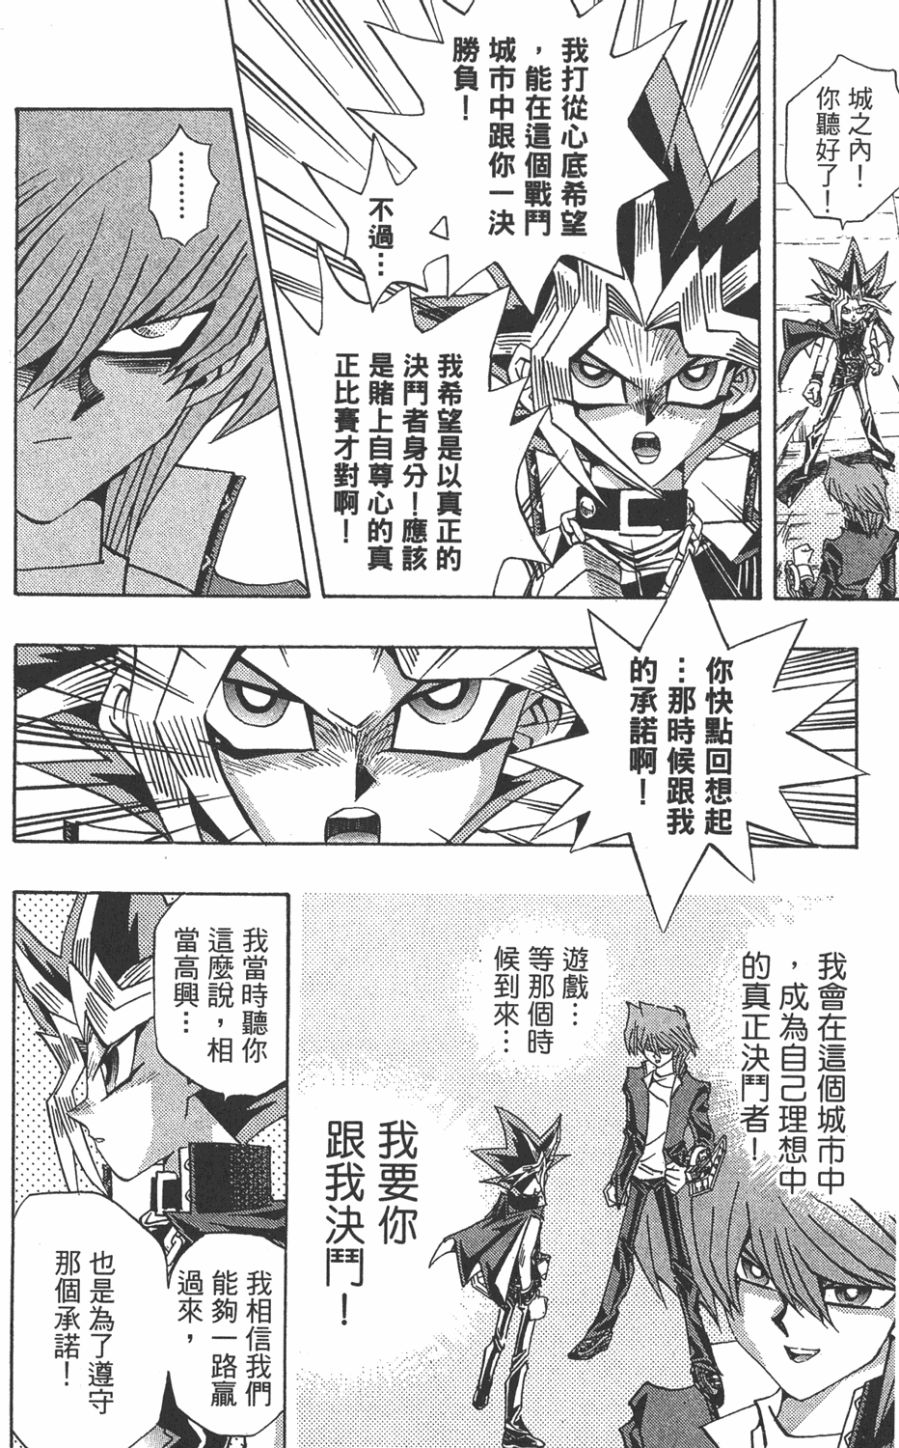 城之內！
你聽好了！
我打從心底希望
，能在這個戰鬥
城市中跟你一決
勝負！
不過…
我希望是以真正的
決鬥者身分！應該
是賭上自尊心的真
正比賽才對啊！
………
你快點回想起
…那時候跟我
的承諾啊！
我會在這個城市中
，成為自己理想中
的真正決鬥者！
遊戲…
等那個時
候到來…
我要你
跟我決鬥！
我當時聽你
這麼說，相
當高興…
我相信我們
能夠一路贏
過來，
也是為了遵守
那個承諾！